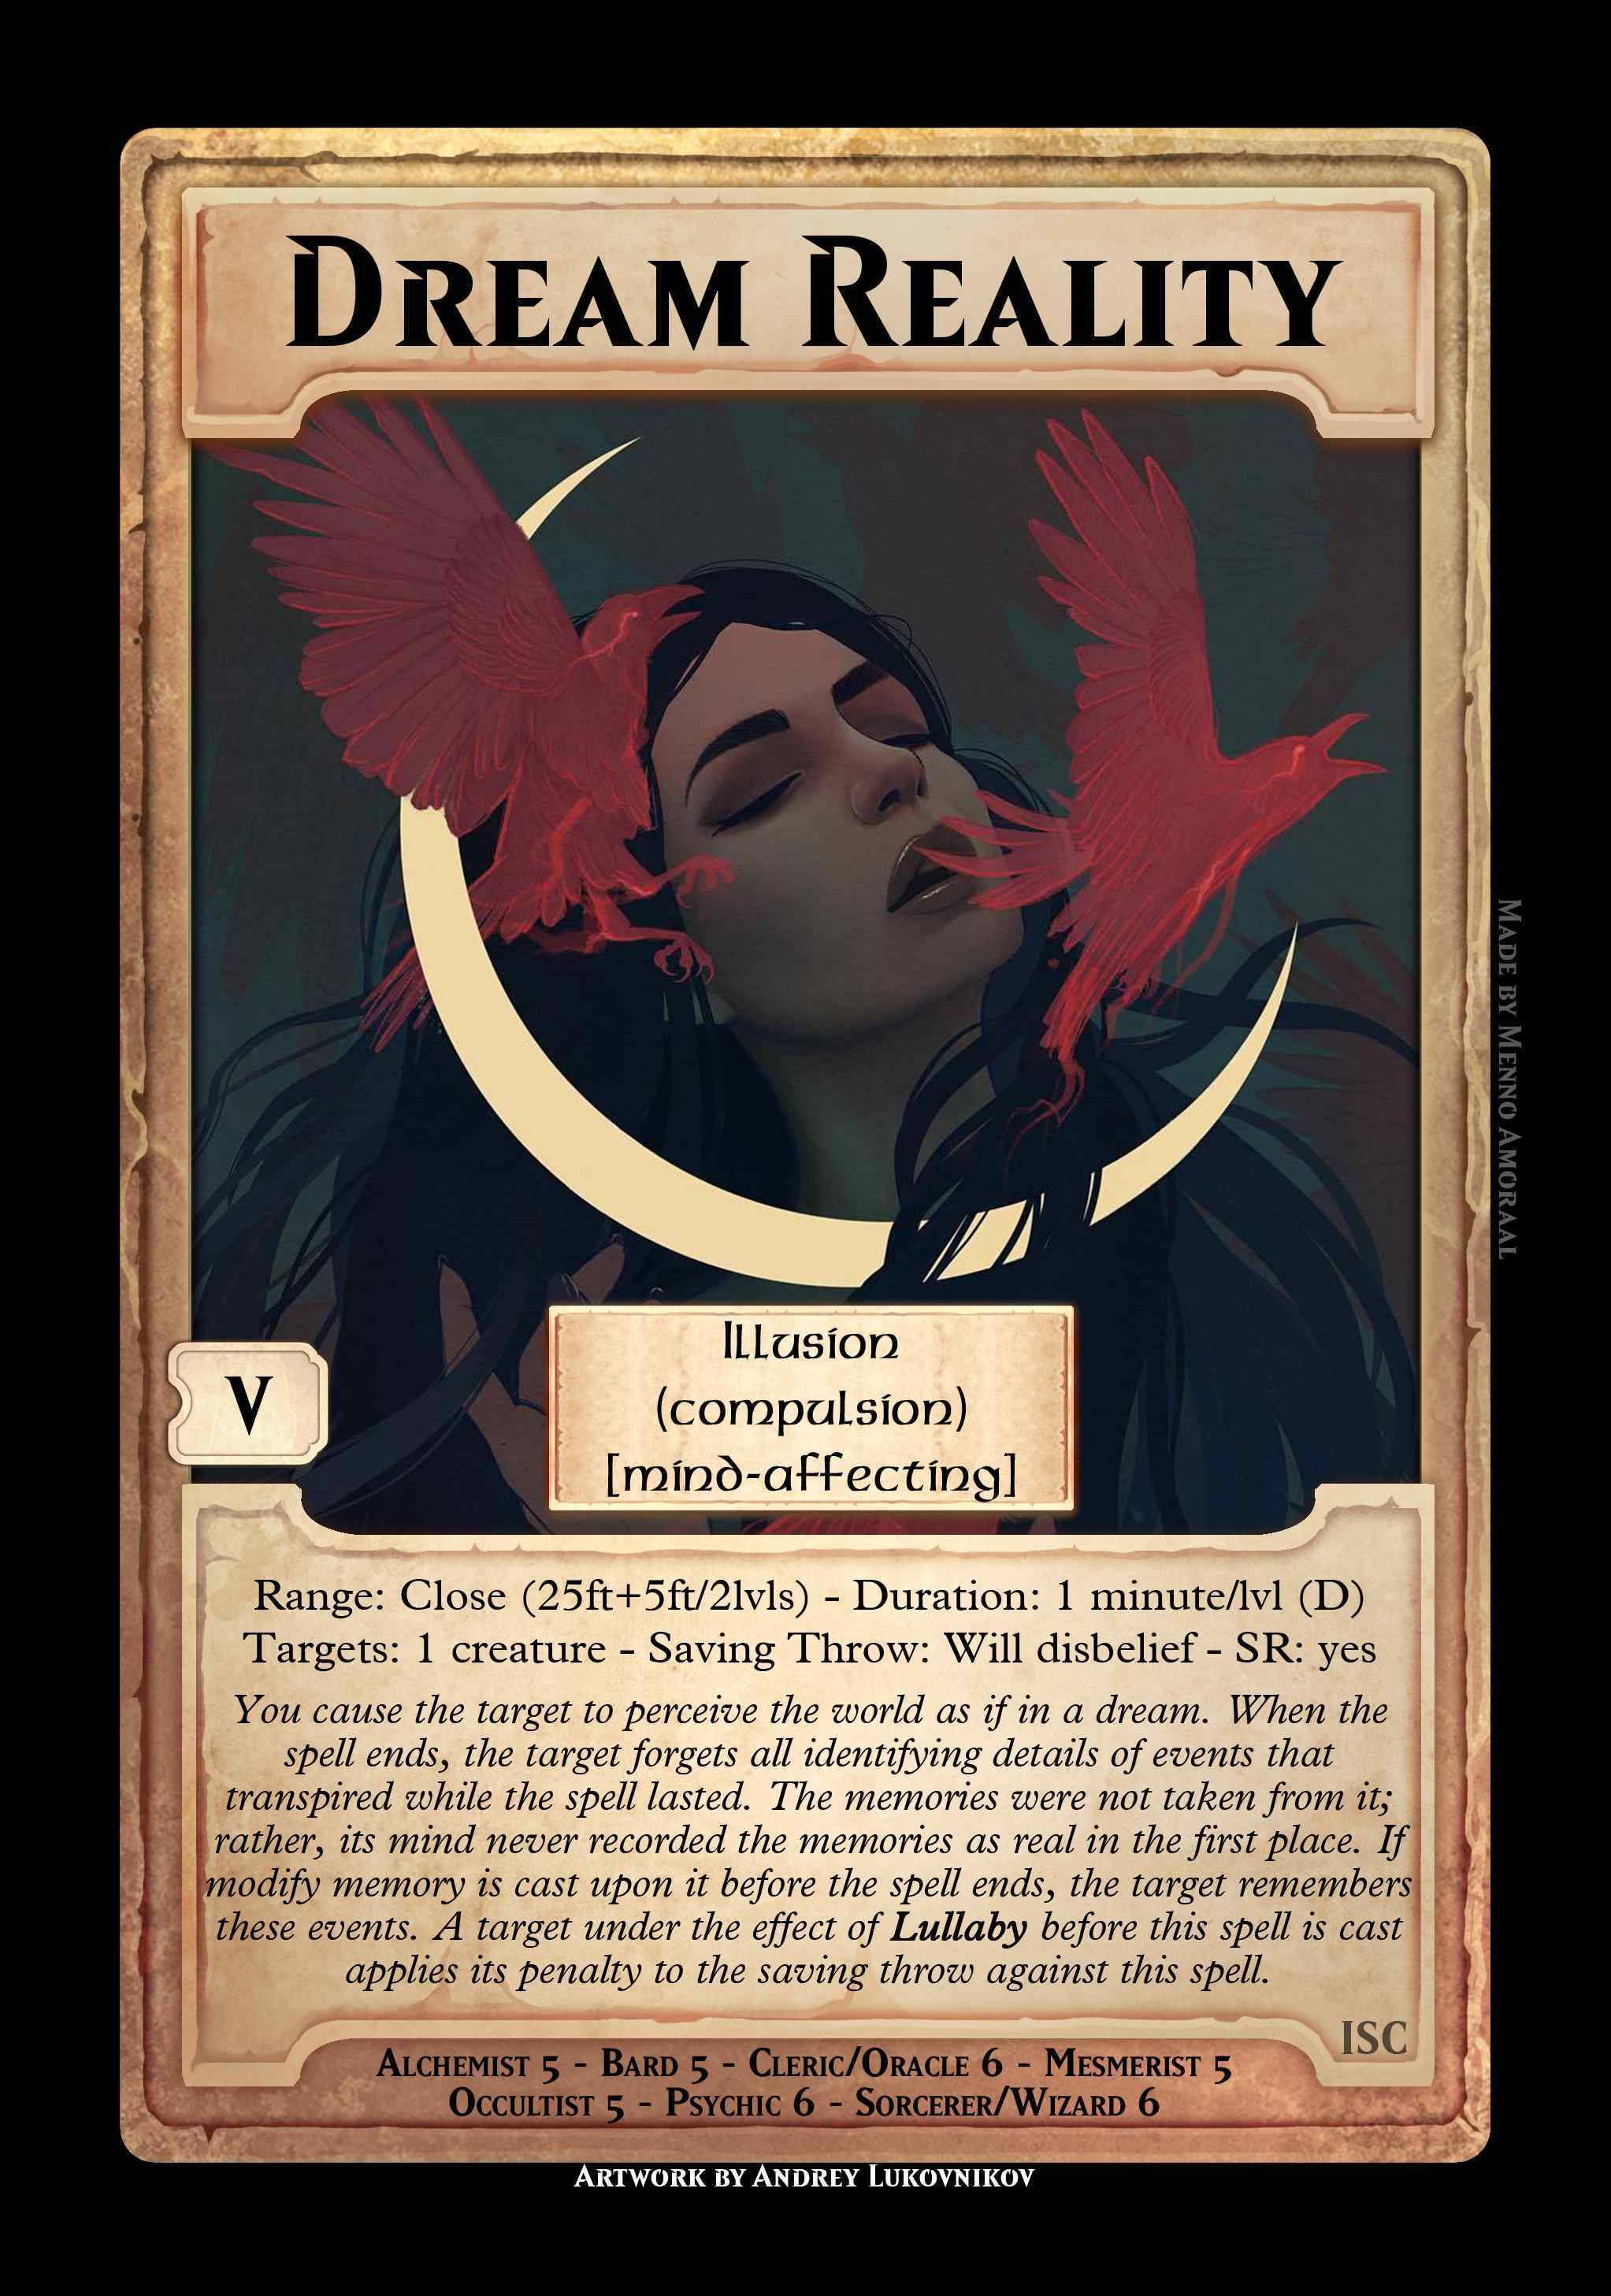 Dream Reality
Illusion
(compulsion)
[mind-affecting]
V
Range: Close (25ft+5ft/2lvls) - Duration: 1 minute/lvl (D)
Targets: 1 creature - Saving Throw: Will disbelief - SR: yes
You cause the target to perceive the world as if in a dream. When the
spell ends, the target forgets all identifying details of events that
transpired while the spell lasted. The memories were not taken from it;
rather, its mind never recorded the memories as real in the first place. If
modify memory is cast upon it before the spell ends, the target remembers
these events. A target under the effect of Lullaby before this spell is cast
applies its penalty to the saving throw against this spell.
ISC
Alchemist 5 - Bard 5 - Cleric/Oracle 6 - Mesmerist 5
Occultist 5 - Psychic 6 - Sorcerer/Wizard 6
Artwork by Andrey Lukovnikov
Made by Menno Amoraal